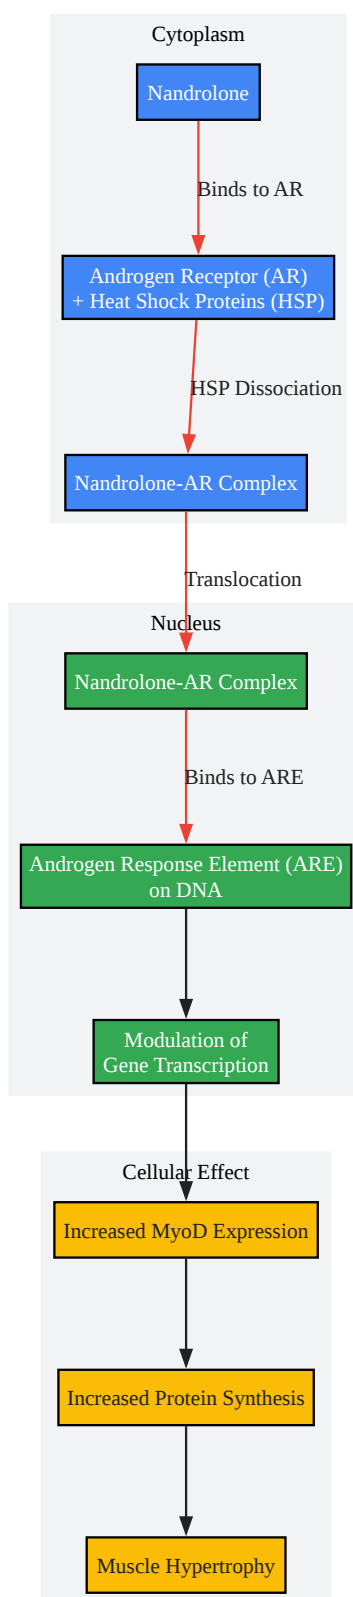 Cytoplasm
Nandrolone
Binds to AR
Androgen Receptor (AR)
+ Heat Shock Proteins (HSP)
HSP Dissociation
Nandrolone-AR Complex
Translocation
Nucleus
Nandrolone-AR Complex
Binds to ARE
Androgen Response Element (ARE)
on DNA
Modulation of
Gene Transcription
Cellular Effect
Increased MyoD Expression
Increased Protein Synthesis
Muscle Hypertrophy